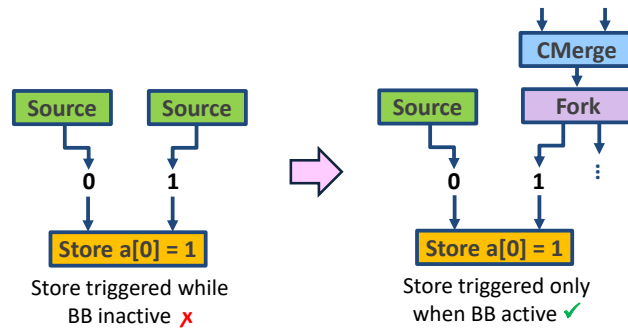 CMerge
Source Source Source Fork
0 1 0 1 ...
Store a[0] = 1 Store a[0] = 1
Store triggered while Store triggered only
BB inactive ✗ when BB active ✓